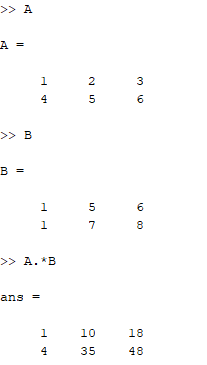 >> A
A =
1 2 3
4 5 6
>> B
B =
1 5 6
1 7 8
>> A.*B
ans =
1 10 18
4 35 48